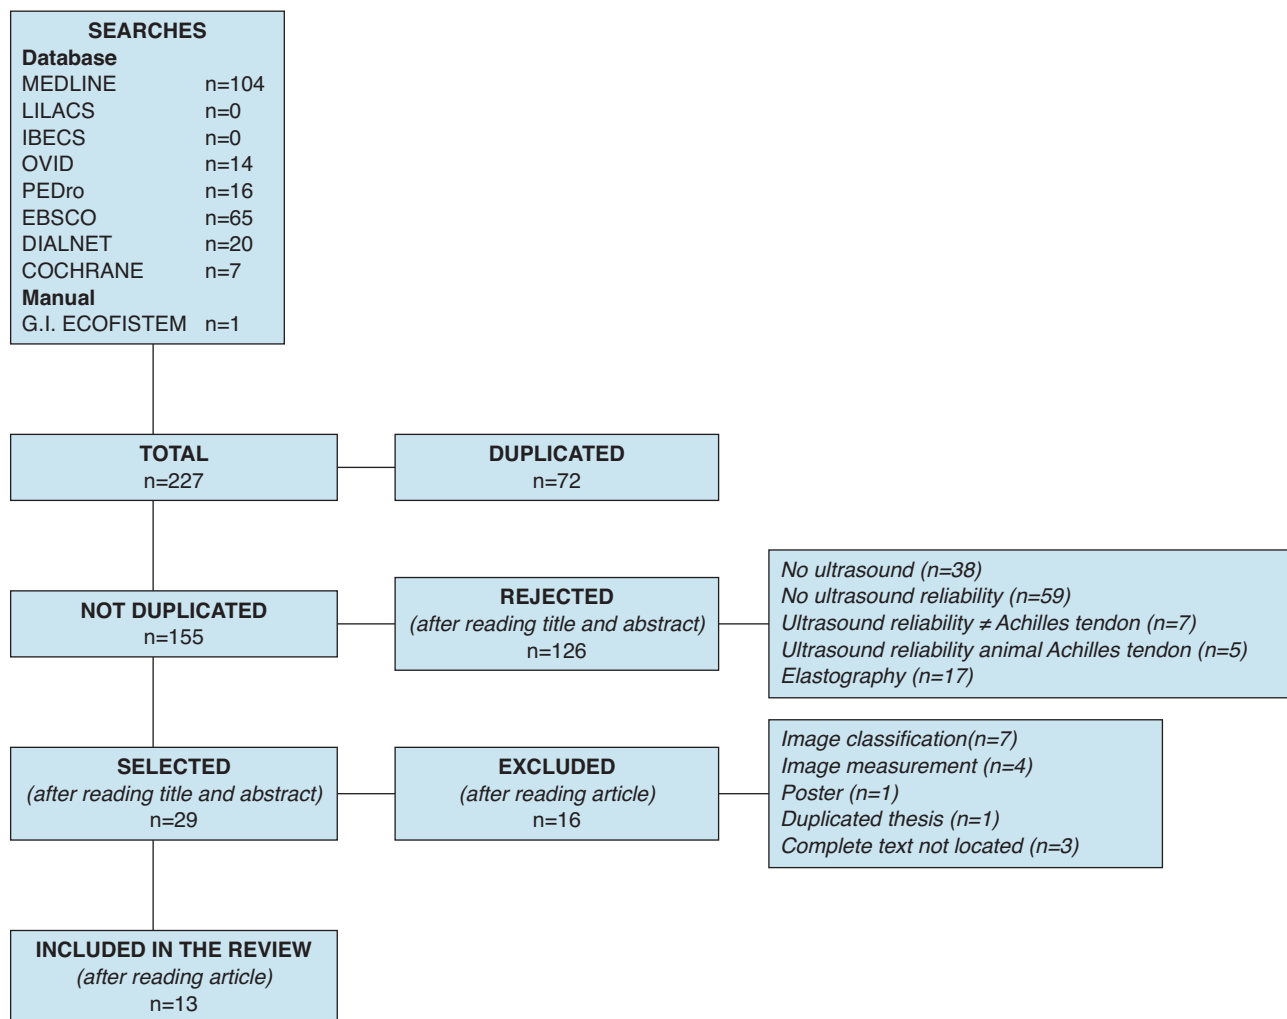 SEARCHES
Database
MEDLINE n=104
LILACS n=0
IBECS n=0
OVID n=14
PEDro n=16
EBSCO n=65
DIALNET n=20
COCHRANE n=7
Manual
G.I. ECOFISTEM n=1
TOTAL
n=227
DUPLICATED
n=72
NOT DUPLICATED
n=155
REJECTED
(after reading title and abstract)
n=126
No ultrasound (n=38)
No ultrasound reliability (n=59)
Ultrasound reliability ≠ Achilles tendon (n=7)
Ultrasound reliability animal Achilles tendon (n=5)
Elastography (n=17)
SELECTED
(after reading title and abstract)
n=29
EXCLUDED
(after reading article)
n=16
Image classification(n=7)
Image measurement (n=4)
Poster (n=1)
Duplicated thesis (n=1)
Complete text not located (n=3)
INCLUDED IN THE REVIEW
(after reading article)
n=13